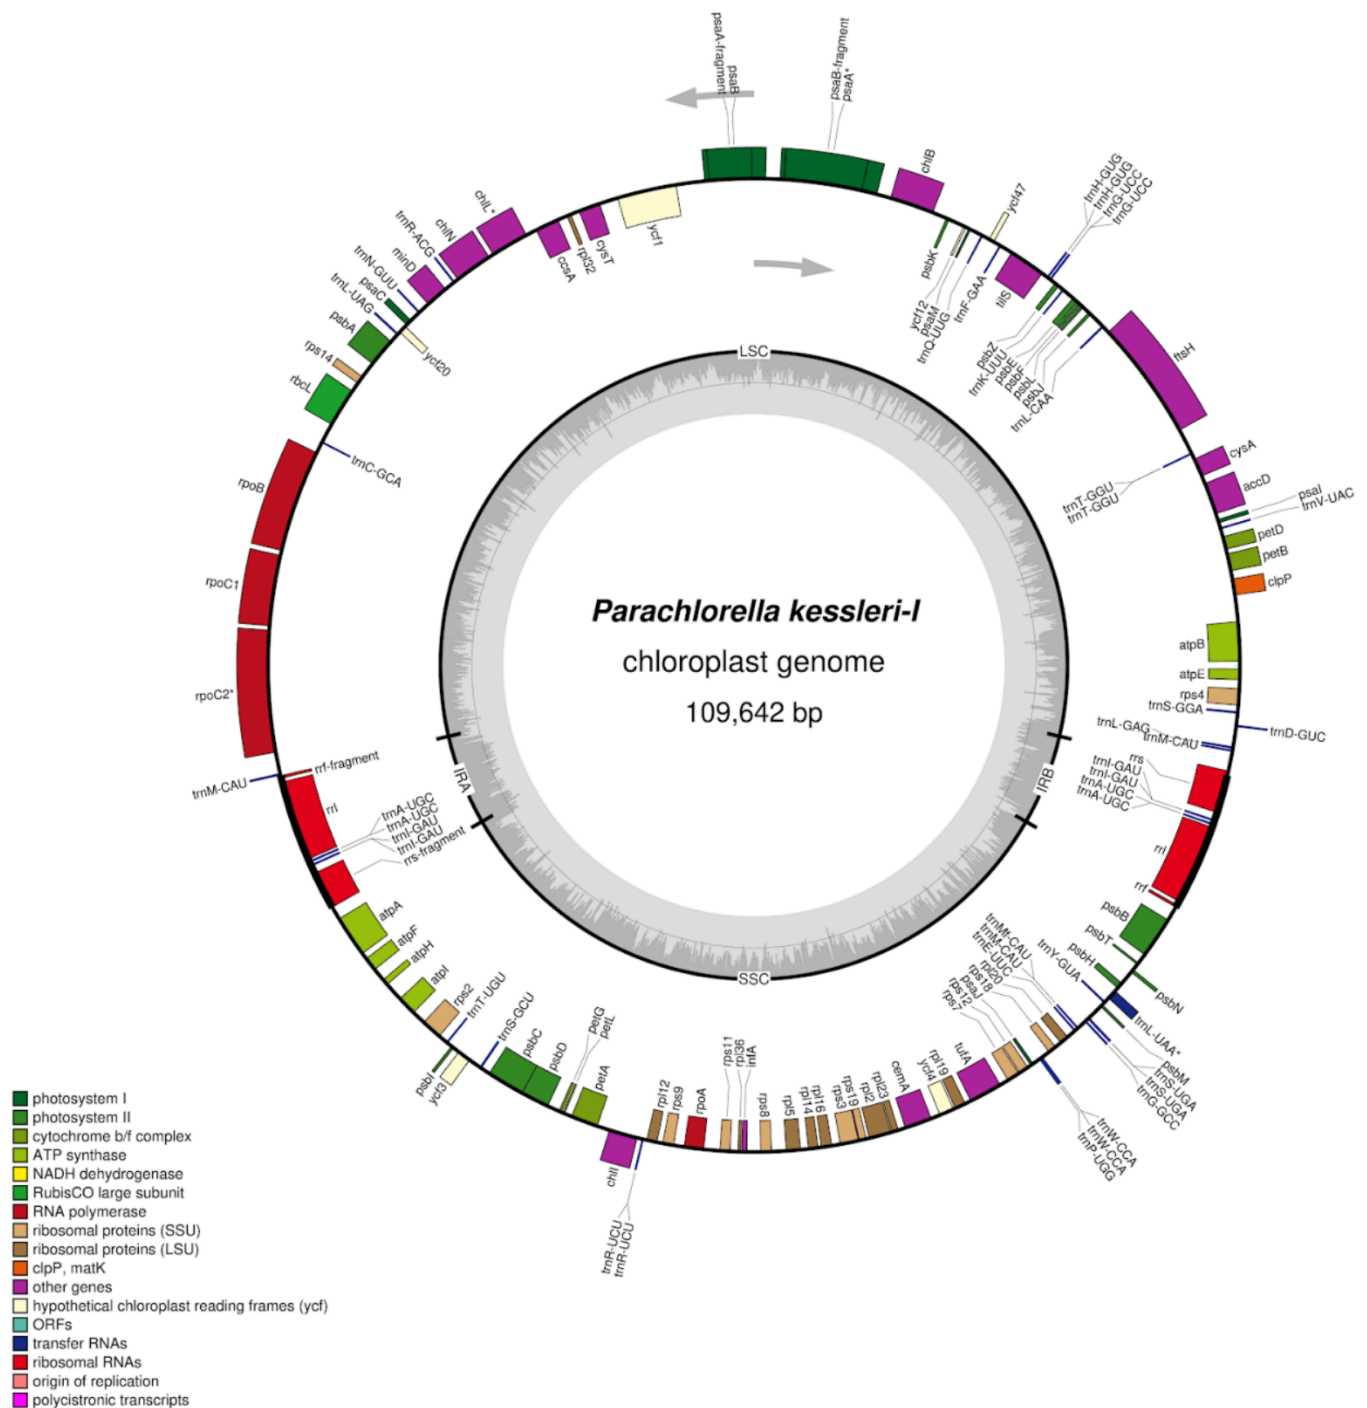 psaA-fragment
psaB
psaB-fragment
psaA*
chlB
ycf47
trnH-GUG
trnH-GUG
trnG-UCC
trnG-UCC
ftsH
cysA
accD
psaI
trnV-UAC
petD
petB
clpP
trnD-GUC
psbN
trnL-UAA*
psbM
trnS-UGA
trnS-UGA
trnG-GCC
trnW-CCA
trnW-CCA
trnP-UGG
trnR-UCU
trnR-UCU
chlI
ycf3
psbI
trnM-CAU
rpoC2*
rpoC1
rpoB
rbcL
rps14
psbA
trnL-UAG
psaC
trnN-GUU
minD
trnR-ACG
chlN
chlL*
ccsA
rpl32
cysT
ycf1
psbK
ycf12
psaM
trnQ-UUG
trnF-GAA
tilS
psbZ
trnK-UUU
psbE
psbF
psbL
psbJ
trnL-CAA
trnT-GGU
trnT-GGU
atpB
atpE
rps4
trnS-GGA
trnL-GAG
trnM-CAU
rrs
trnI-GAU
trnI-GAU
trnA-UGC
trnA-UGC
rrl
rrf
psbB
psbT
psbH
trnY-GUA
trnMf-CAU
trnM-CAU
trnE-UUC
rpl20
rps18
psaJ
rps12
rps7
tufA
rpl19
ycf4
cemA
rpl23
rpl2
rps19
rps3
rpl16
rpl14
rpl5
rps8
infA
rpl36
rps11
rpoA
rps9
rpl12
petA
petL
petG
psbD
psbC
trnS-GCU
trnT-UGU
rps2
atpI
atpH
atpF
atpA
rrs-fragment
trnI-GAU
trnI-GAU
trnA-UGC
trnA-UGC
rrl
rrf-fragment
trnC-GCA
ycf20
LSC
IRB
SSC
IRA
Parachlorella kessleri-I
chloroplast genome
109,642 bp
photosystem I
photosystem II
cytochrome b/f complex
ATP synthase
NADH dehydrogenase
RubisCO large subunit
RNA polymerase
ribosomal proteins (SSU)
ribosomal proteins (LSU)
clpP, matK
other genes
hypothetical chloroplast reading frames (ycf)
ORFs
transfer RNAs
ribosomal RNAs
origin of replication
polycistronic transcripts